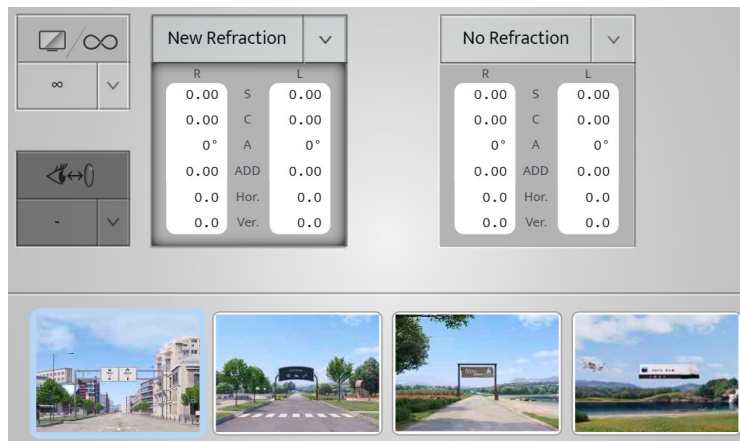 ∞
∞
-
New Refraction
R L
0.00 S 0.00
0.00 C 0.00
0° A 0°
0.00 ADD 0.00
0.0 Hor. 0.0
0.0 Ver. 0.0
No Refraction
R L
0.00 S 0.00
0.00 C 0.00
0° A 0°
0.00 ADD 0.00
0.0 Hor. 0.0
0.0 Ver. 0.0